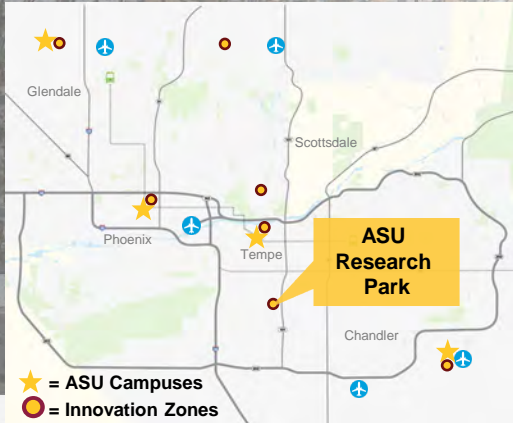 Glendale
Scottsdale
Phoenix
Tempe
ASU
Research
Park
Chandler
= ASU Campuses
= Innovation Zones